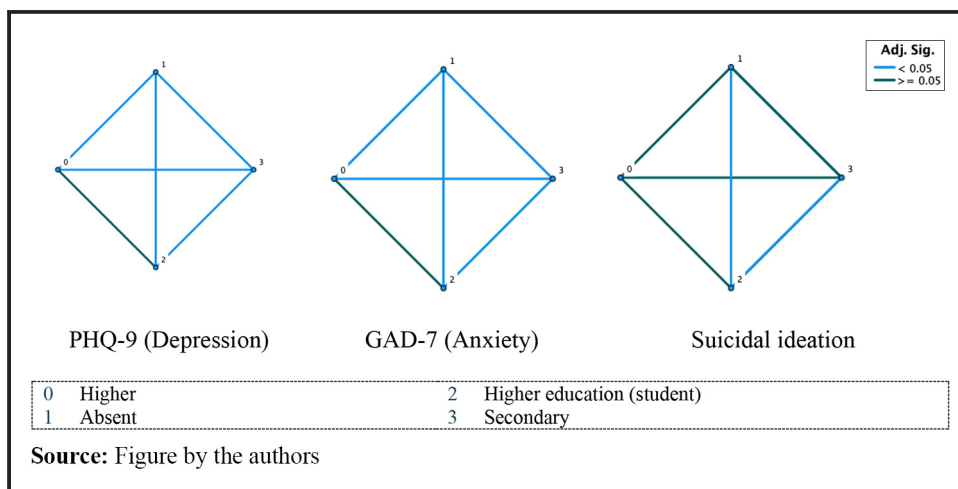 Adj. Sig.
< 0.05
>= 0.05
1
0
3
2
1
0
3
2
1
0
3
2
PHQ-9 (Depression) GAD-7 (Anxiety) Suicidal ideation
0 Higher 2 Higher education (student)
1 Absent 3 Secondary
Source: Figure by the authors